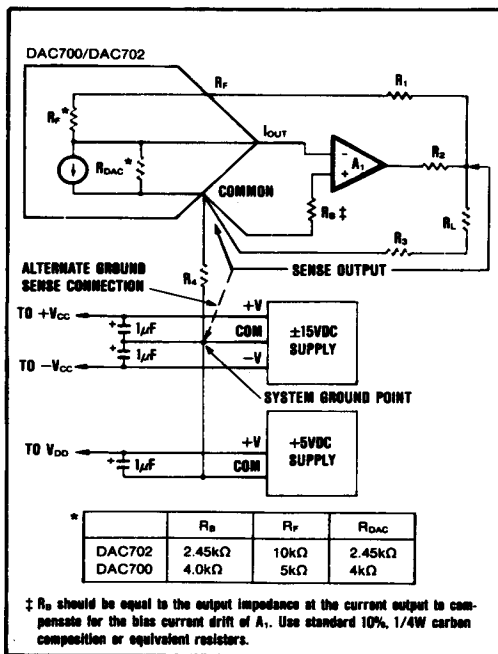 DAC700/DAC702
RF
R1
RF*
IOUT
RDAC*
A1
R2
COMMON
RB ‡
RL
R3
R4
SENSE OUTPUT
ALTERNATE GROUND
SENSE CONNECTION
TO +VCC
1µF
+V
COM
±15VDC
SUPPLY
1µF
TO −VCC
−V
SYSTEM GROUND POINT
TO VDD
1µF
+V
COM
+5VDC
SUPPLY
*
RB RF RDAC
DAC702 2.45kΩ 10kΩ 2.45kΩ
DAC700 4.0kΩ 5kΩ 4kΩ
‡ RB should be equal to the output impedance at the current output to com-
pensate for the bias current drift of A1. Use standard 10%, 1/4W carbon
composition or equivalent resistors.